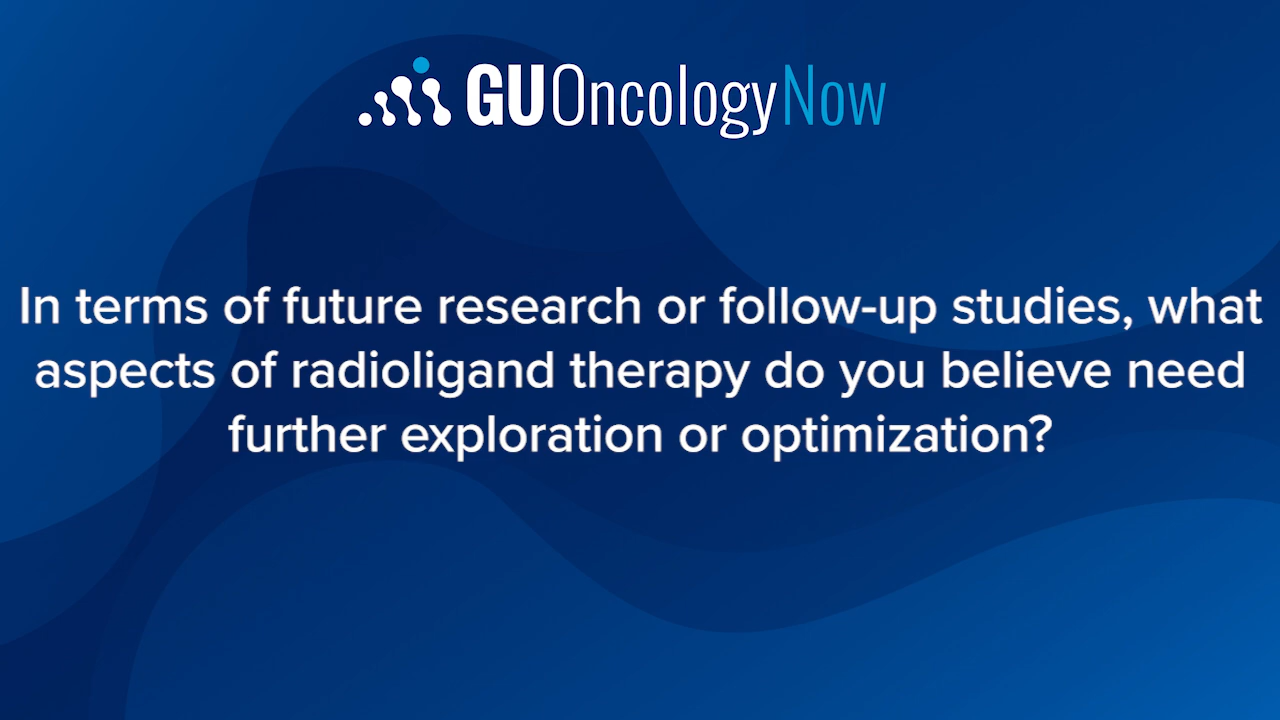 GUOncologyNow
In terms of future research or follow-up studies, what
aspects of radioligand therapy do you believe need
further exploration or optimization?